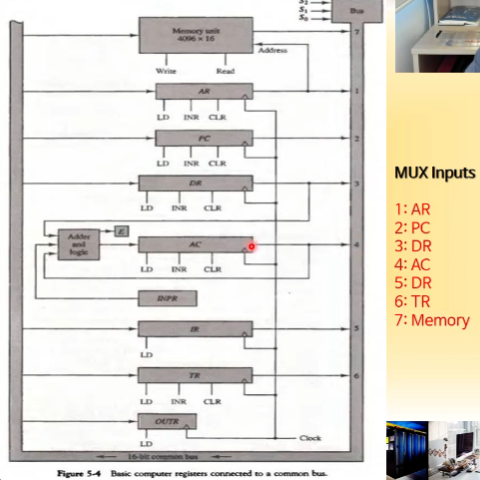 S2
S1
S0
Bus
Memory unit
4096 × 16
7
Address
Write Read
AR
1
LD INR CLR
PC
2
LD INR CLR
DR
3
LD INR CLR
Adder
and
logic
E
AC
4
LD INR CLR
INPR
IR
5
LD
TR
6
LD INR CLR
OUTR
Clock
LD
16-bit common bus
Figure 5-4 Basic computer registers connected to a common bus.
MUX Inputs
1: AR
2: PC
3: DR
4: AC
5: DR
6: TR
7: Memory